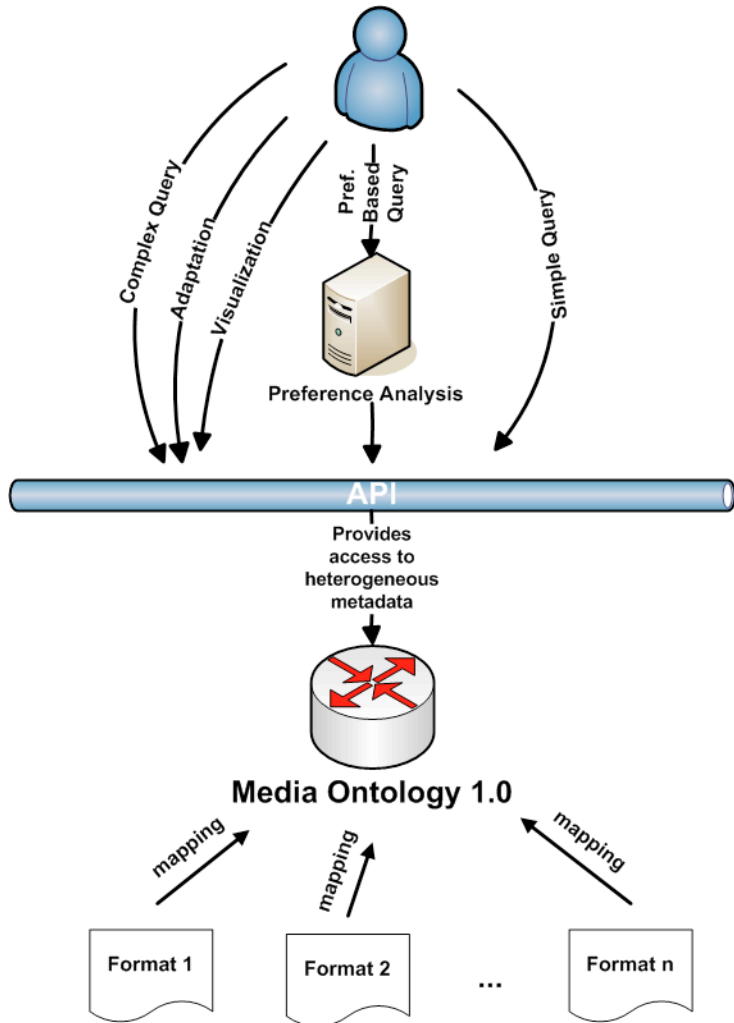 Complex Query
Adaptation
Visualization
Pref.
Based
Query
Simple Query
Preference Analysis
API
Provides
access to
heterogeneous
metadata
Media Ontology 1.0
mapping
mapping
mapping
Format 1
Format 2
...
Format n